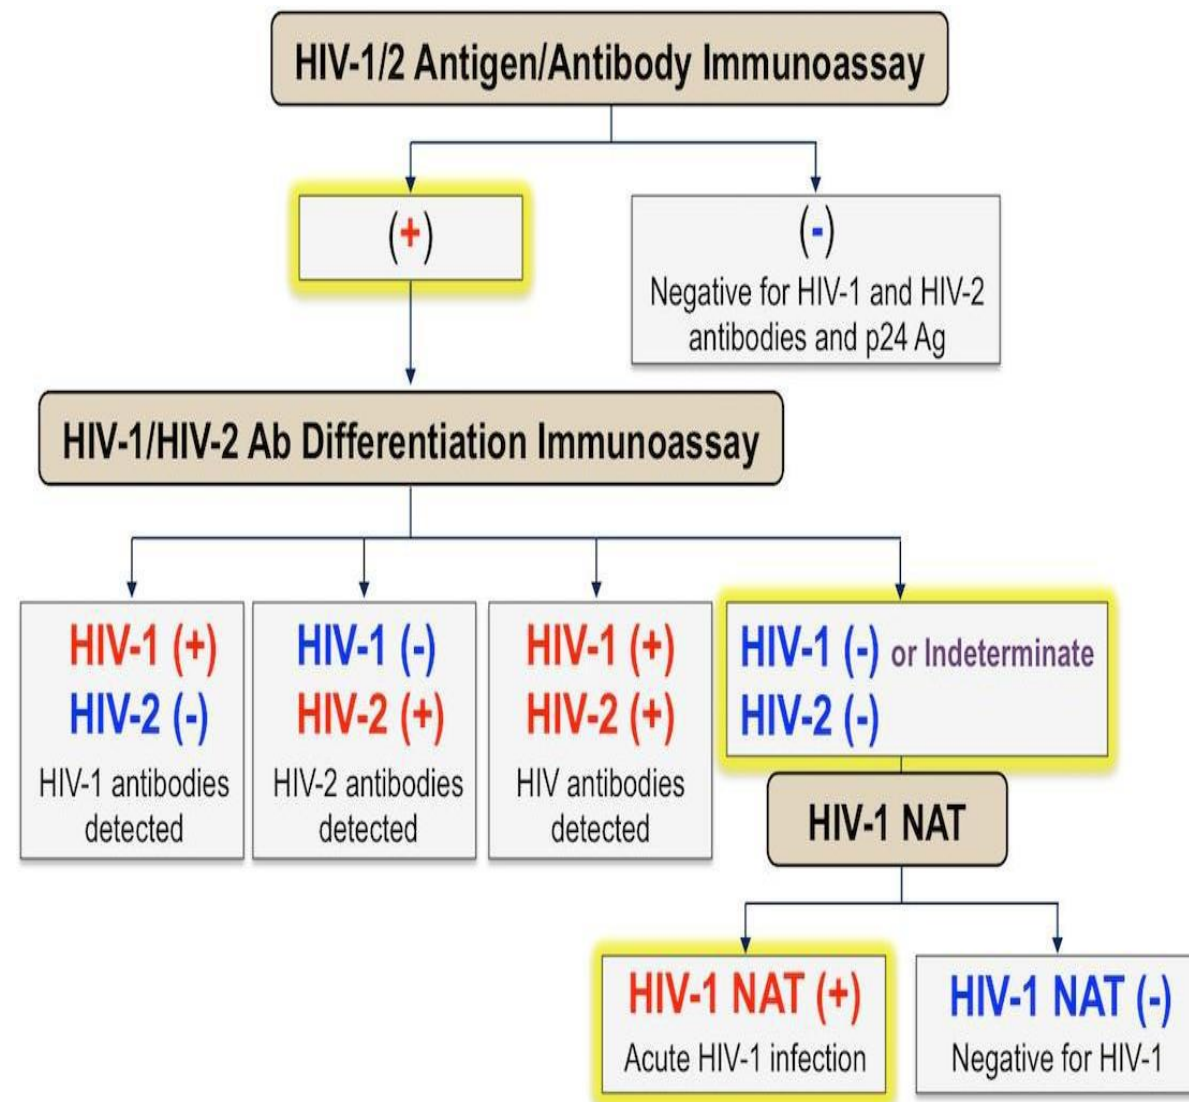 HIV-1/2 Antigen/Antibody Immunoassay
(+)
(-)
Negative for HIV-1 and HIV-2
antibodies and p24 Ag
HIV-1/HIV-2 Ab Differentiation Immunoassay
HIV-1 (+)
HIV-2 (-)
HIV-1 antibodies
detected
HIV-1 (-)
HIV-2 (+)
HIV-2 antibodies
detected
HIV-1 (+)
HIV-2 (+)
HIV antibodies
detected
HIV-1 (-) or Indeterminate
HIV-2 (-)
HIV-1 NAT
HIV-1 NAT (+)
Acute HIV-1 infection
HIV-1 NAT (-)
Negative for HIV-1